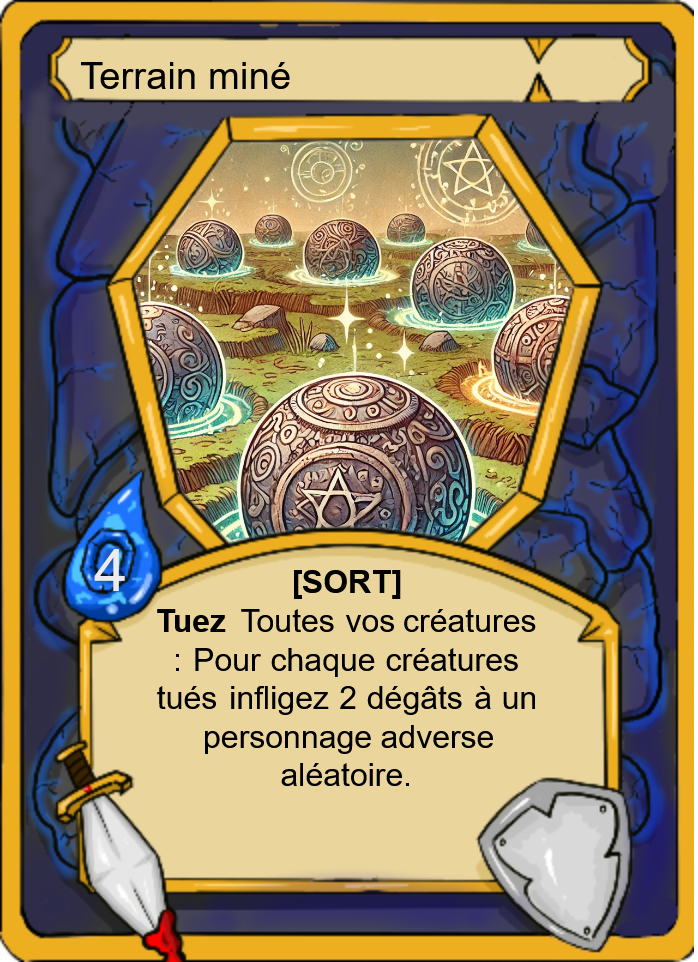 Terrain miné
4
[SORT]
Tuez Toutes vos créatures
: Pour chaque créatures
tués infligez 2 dégâts à un
personnage adverse
aléatoire.